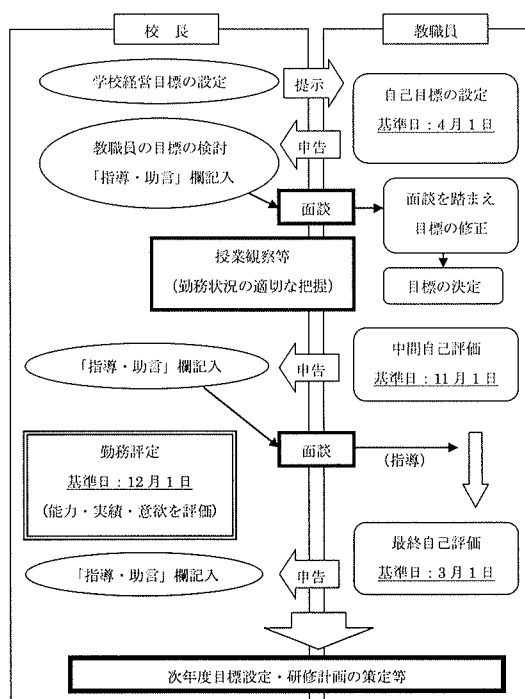 校 長
教職員
学校経営目標の設定
提示
自己目標の設定
基準日：4月1日
申告
教職員の目標の検討
「指導・助言」欄記入
面談
面談を踏まえ
目標の修正
授業観察等
(勤務状況の適切な把握)
目標の決定
中間自己評価
基準日：11月1日
「指導・助言」欄記入
申告
勤務評定
基準日：12月1日
(能力・実績・意欲を評価)
面談
(指導)
最終自己評価
基準日：3月1日
「指導・助言」欄記入
申告
次年度目標設定・研修計画の策定等